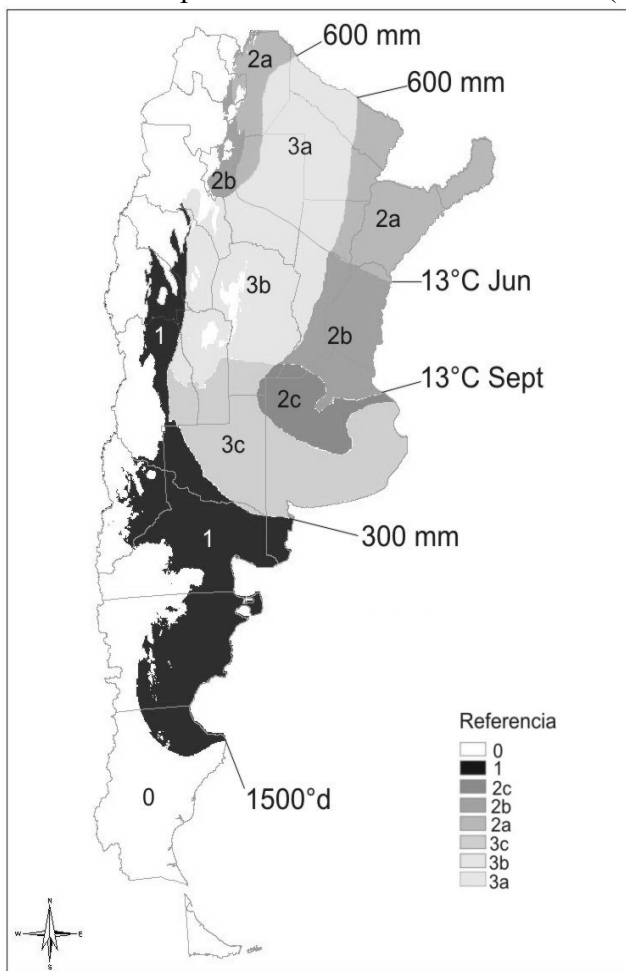 (
600 mm
2a
600 mm
3a
2b
2a
13°C Jun
3b
1
2b
13°C Sept
2c
3c
300 mm
1
Referencia
0
1
2c
2b
2a
3c
3b
3a
0
1500°d
N
W
E
S